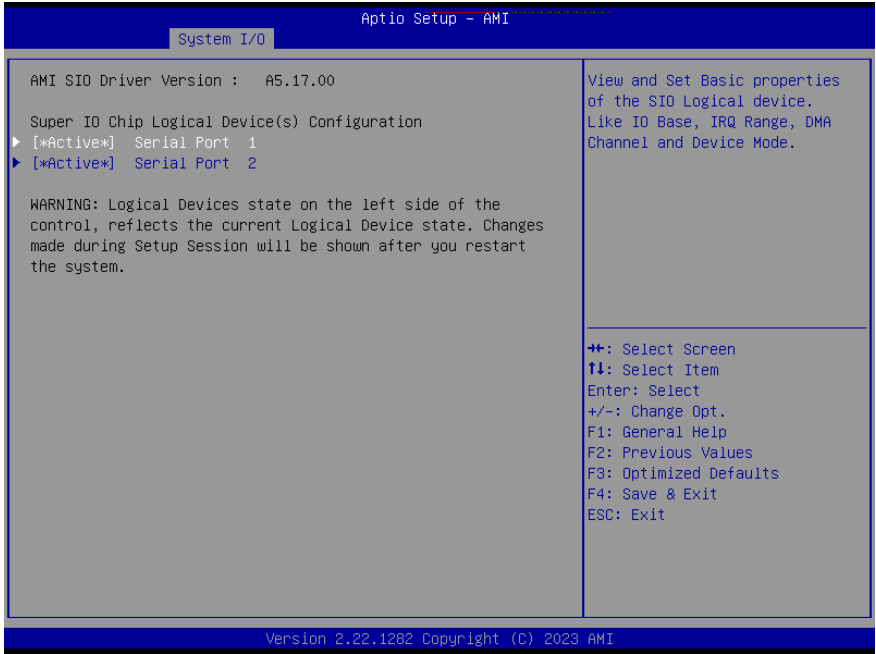 Aptio Setup - AMI
System I/O
AMI SIO Driver Version : A5.17.00
Super IO Chip Logical Device(s) Configuration
[*Active*] Serial Port 1
[*Active*] Serial Port 2
WARNING: Logical Devices state on the left side of the
control, reflects the current Logical Device state. Changes
made during Setup Session will be shown after you restart
the system.
View and Set Basic properties
of the SIO Logical device.
Like IO Base, IRQ Range, DMA
Channel and Device Mode.
→←: Select Screen
↑↓: Select Item
Enter: Select
+/-: Change Opt.
F1: General Help
F2: Previous Values
F3: Optimized Defaults
F4: Save & Exit
ESC: Exit
Version 2.22.1282 Copyright (C) 2023 AMI